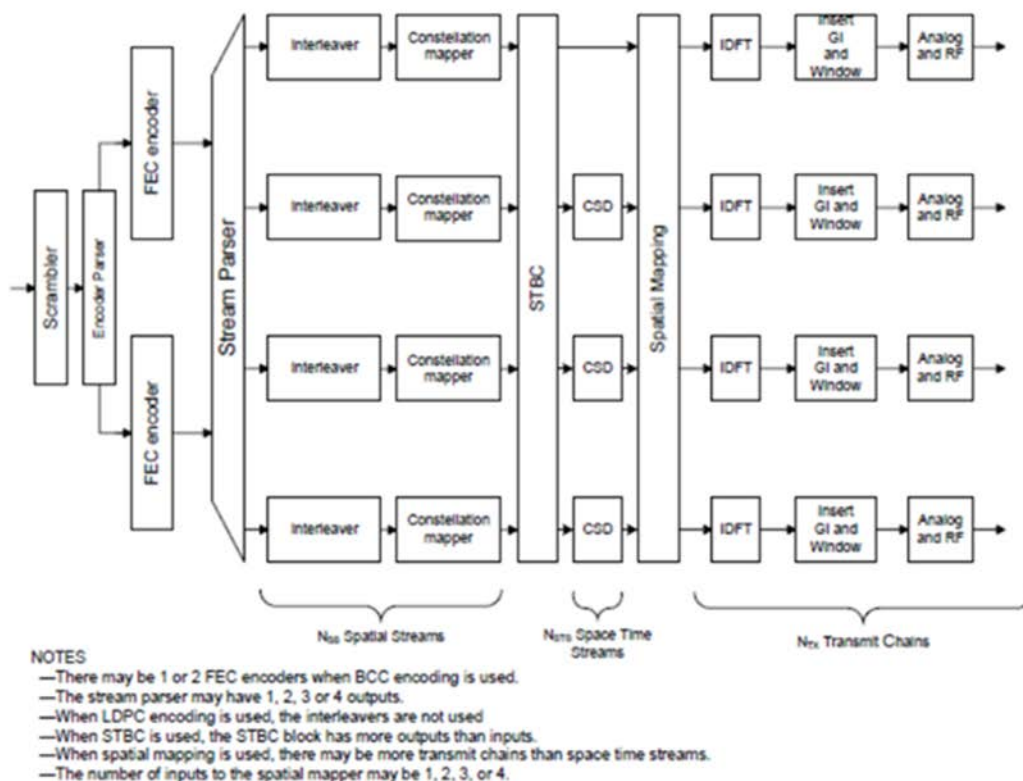 Scrambler
Encoder Parser
FEC encoder
FEC encoder
Stream Parser
Interleaver
Constellation
mapper
Interleaver
Constellation
mapper
Interleaver
Constellation
mapper
Interleaver
Constellation
mapper
STBC
CSD
CSD
CSD
Spatial Mapping
IDFT
Insert
GI
and
Window
Analog
and RF
IDFT
Insert
GI and
Window
Analog
and RF
IDFT
Insert
GI and
Window
Analog
and RF
IDFT
Insert
GI and
Window
Analog
and RF
NSS Spatial Streams
NSTS Space Time
Streams
NTX Transmit Chains
NOTES
—There may be 1 or 2 FEC encoders when BCC encoding is used.
—The stream parser may have 1, 2, 3 or 4 outputs.
—When LDPC encoding is used, the interleavers are not used
—When STBC is used, the STBC block has more outputs than inputs.
—When spatial mapping is used, there may be more transmit chains than space time streams.
—The number of inputs to the spatial mapper may be 1, 2, 3, or 4.